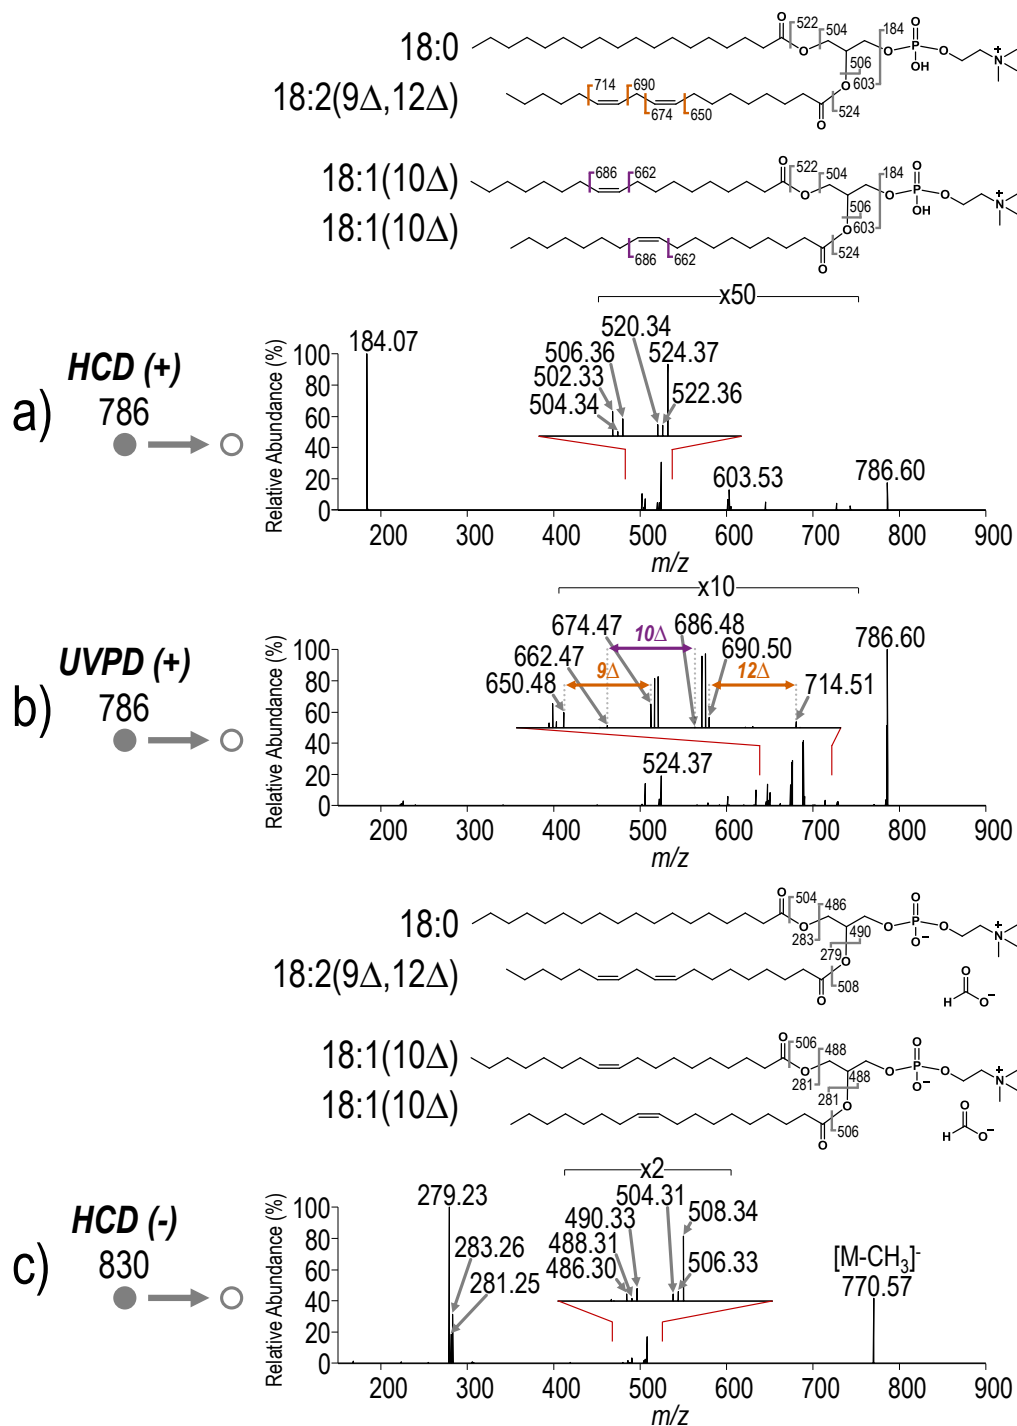 18:0
522
504
184
O
O
O
P
O
OH
N
+
506
603
O
O
524
18:2(9Δ,12Δ)
714
690
674
650
18:1(10Δ)
686
662
O
522
504
184
O
O
O
P
O
OH
N
+
506
603
O
O
524
18:1(10Δ)
686
662
x50
a)
HCD (+)
786
Relative Abundance (%)
100
80
60
40
20
0
184.07
520.34
506.36
524.37
502.33
504.34
522.36
603.53
786.60
200 300 400 500 600 700 800 900
m/z
x10
b)
UVPD (+)
786
Relative Abundance (%)
100
80
60
40
20
0
674.47
10Δ
686.48
786.60
662.47
690.50
650.48
9Δ
12Δ
714.51
524.37
200 300 400 500 600 700 800 900
m/z
18:0
O
504
486
283
O
O
O
P
O⁻
O
N
+
490
279
O
O
508
18:2(9Δ,12Δ)
H
O
O⁻
18:1(10Δ)
O
506
488
281
O
O
O
P
O⁻
O
N
+
488
281
O
O
506
18:1(10Δ)
H
O
O⁻
x2
c)
HCD (-)
830
Relative Abundance (%)
100
80
60
40
20
0
279.23
283.26
281.25
504.31
508.34
490.33
488.31
486.30
506.33
[M-CH₃]⁻
770.57
200 300 400 500 600 700 800 900
m/z